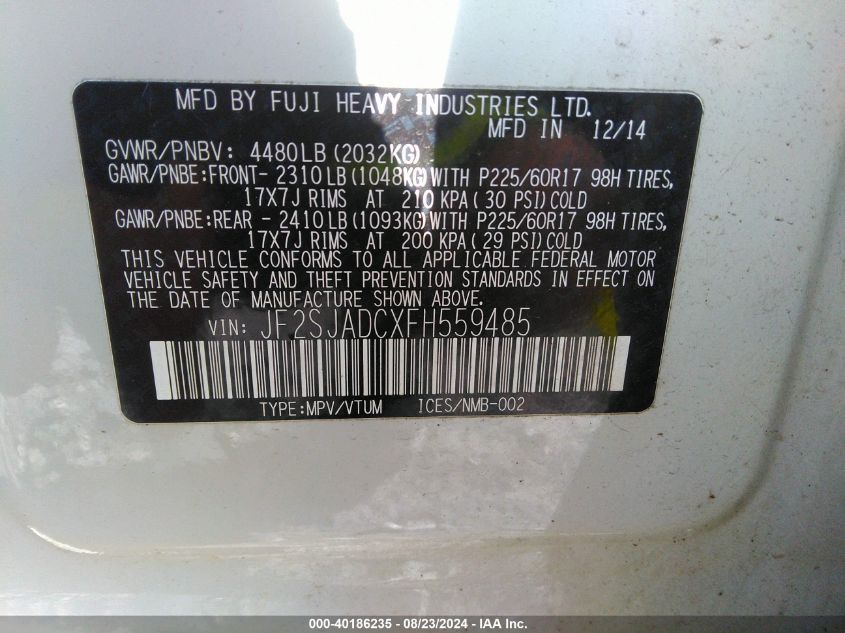 MFD BY FUJI HEAVY INDUSTRIES LTD.
MFD IN 12/14
GVWR/PNBV: 4480LB (2032KG)
GAWR/PNBE:FRONT- 2310LB(1048KG)WITH P225/60R17 98H TIRES,
17X7J RIMS AT 210 KPA( 30 PSI)COLD
GAWR/PNBE:REAR - 2410LB(1093KG)WITH P225/60R17 98H TIRES,
17X7J RIMS AT 200 KPA( 29 PSI)COLD
THIS VEHICLE CONFORMS TO ALL APPLICABLE FEDERAL MOTOR
VEHICLE SAFETY AND THEFT PREVENTION STANDARDS IN EFFECT ON
THE DATE OF MANUFACTURE SHOWN ABOVE.
VIN: JF2SJADCXFH559485
TYPE:MPV/VTUM ICES/NMB-002
000-40186235 - 08/23/2024 - IAA Inc.